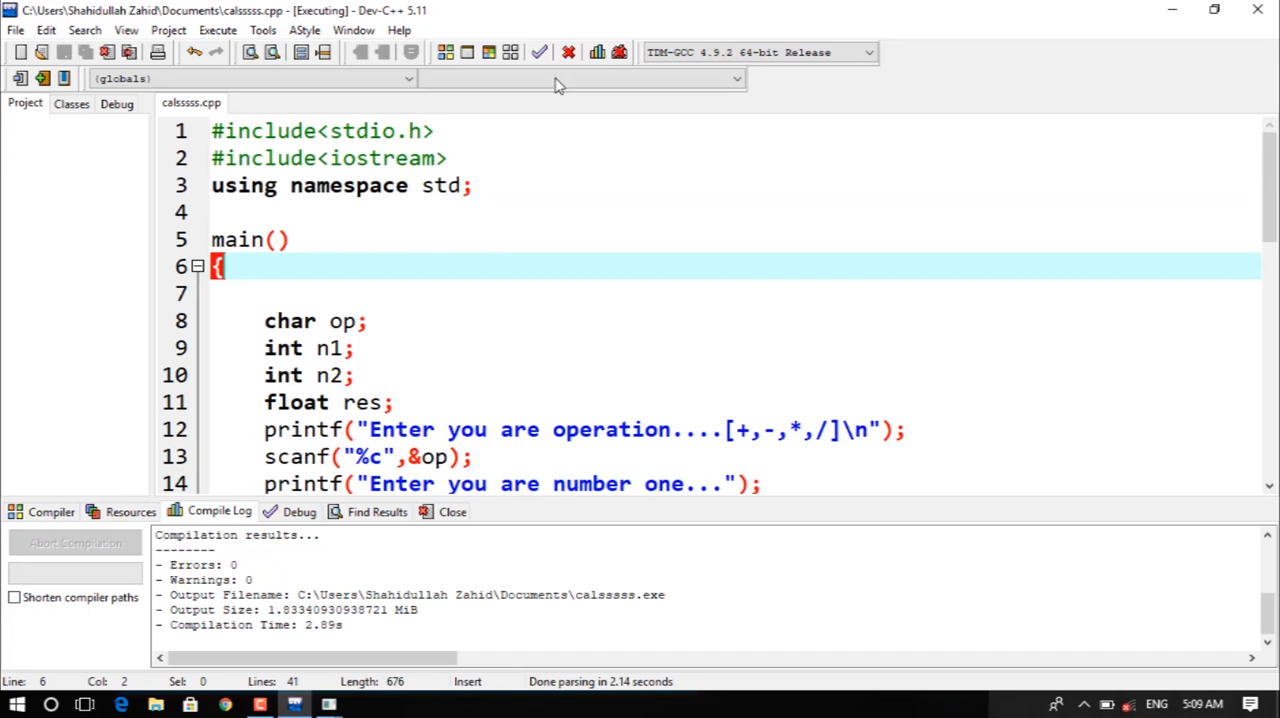 C:\Users\Shahidullah Zahid\Documents\calsssss.cpp - [Executing] - Dev-C++ 5.11
File Edit Search View Project Execute Tools AStyle Window Help
TDM-GCC 4.9.2 64-bit Release
(globals)
Project Classes Debug calsssss.cpp
1 #include<stdio.h>
2 #include<iostream>
3 using namespace std;
4
5 main()
6 {
7
8 char op;
9 int n1;
10 int n2;
11 float res;
12 printf("Enter you are operation....[+,-,*,/]\n");
13 scanf("%c",&op);
14 printf("Enter you are number one...");
Compiler Resources Compile Log Debug Find Results Close
Abort Compilation
Shorten compiler paths
Compilation results...
--------
- Errors: 0
- Warnings: 0
- Output Filename: C:\Users\Shahidullah Zahid\Documents\calsssss.exe
- Output Size: 1.83340930938721 MiB
- Compilation Time: 2.89s
Line: 6 Col: 2 Sel: 0 Lines: 41 Length: 676 Insert Done parsing in 2.14 seconds
ENG 5:09 AM